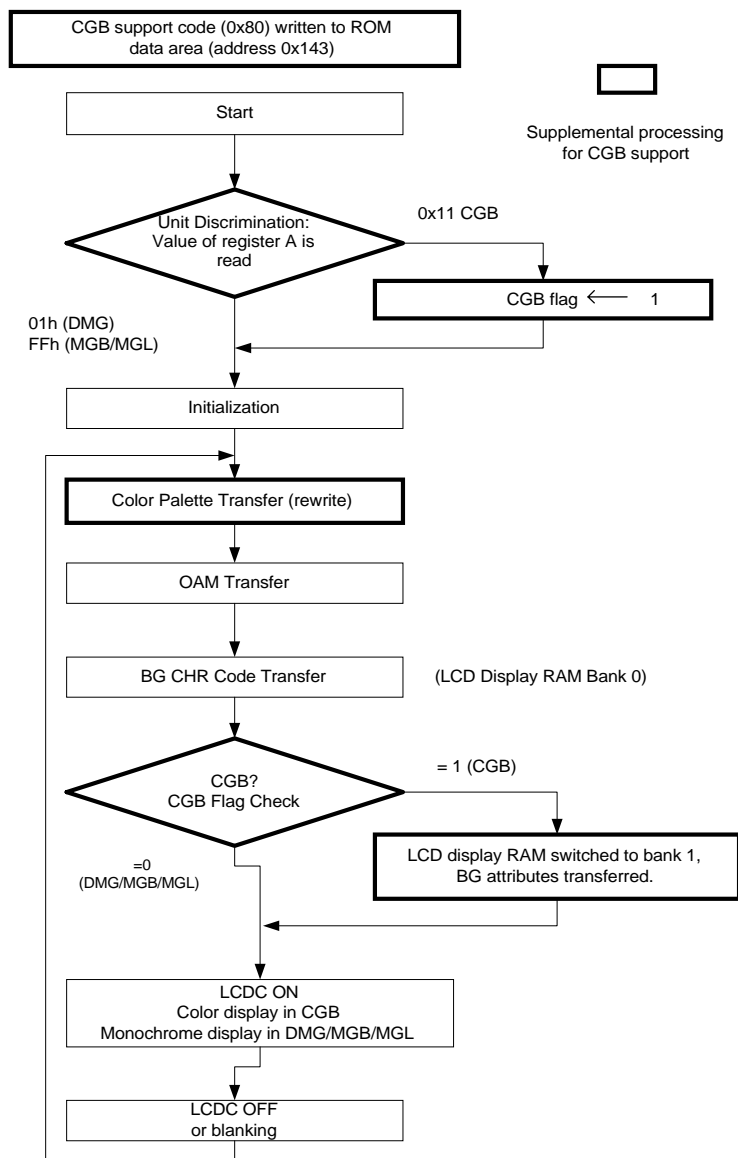 CGB support code (0x80) written to ROM
data area (address 0x143)
Start
Supplemental processing
for CGB support
Unit Discrimination:
Value of register A is
read
0x11 CGB
CGB flag ← 1
01h (DMG)
FFh (MGB/MGL)
Initialization
Color Palette Transfer (rewrite)
OAM Transfer
BG CHR Code Transfer
(LCD Display RAM Bank 0)
CGB?
CGB Flag Check
= 1 (CGB)
LCD display RAM switched to bank 1,
BG attributes transferred.
=0
(DMG/MGB/MGL)
LCDC ON
Color display in CGB
Monochrome display in DMG/MGB/MGL
LCDC OFF
or blanking